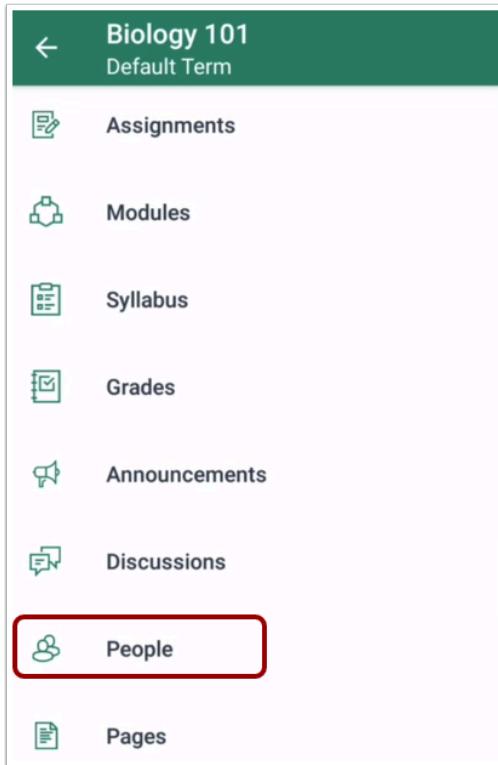 Biology 101
Default Term
Assignments
Modules
Syllabus
Grades
Announcements
Discussions
People
Pages